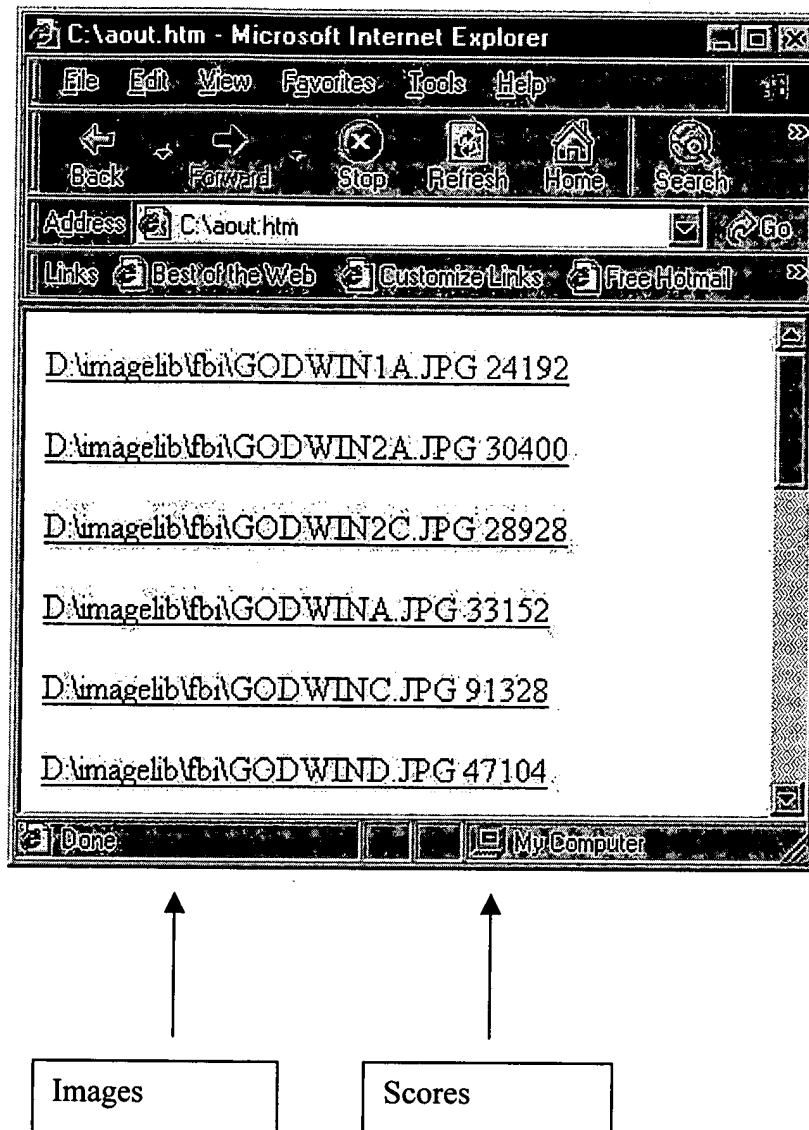 C:\aout.htm - Microsoft Internet Explorer
File Edit View Favorites Tools Help
Back Forward Stop Refresh Home Search »
Address C:\aout.htm Go
Links Best of the Web Customize Links Free Hotmail »
D:\imagelib\fbi\GODWIN1A.JPG 24192
D:\imagelib\fbi\GODWIN2A.JPG 30400
D:\imagelib\fbi\GODWIN2C.JPG 28928
D:\imagelib\fbi\GODWINA.JPG 33152
D:\imagelib\fbi\GODWINC.JPG 91328
D:\imagelib\fbi\GODWIND.JPG 47104
Done My Computer
Images Scores